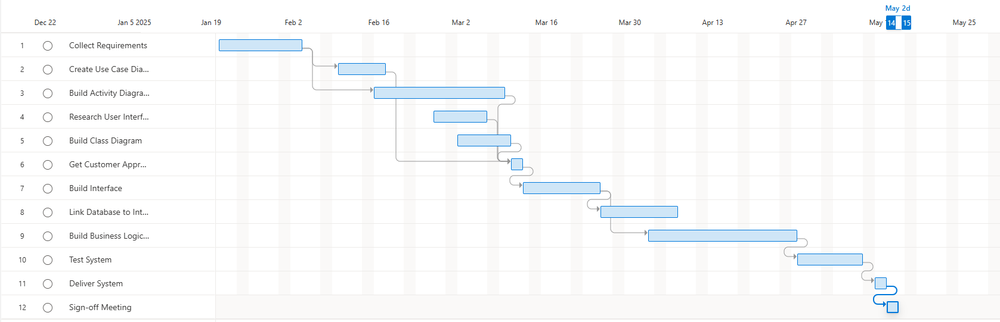 May 2d
Dec 22 Jan 5 2025 Jan 19 Feb 2 Feb 16 Mar 2 Mar 16 Mar 30 Apr 13 Apr 27 May 14 15 May 25
1 Collect Requirements
2 Create Use Case Dia...
3 Build Activity Diagra...
4 Research User Interf...
5 Build Class Diagram
6 Get Customer Appr...
7 Build Interface
8 Link Database to Int...
9 Build Business Logic...
10 Test System
11 Deliver System
12 Sign-off Meeting